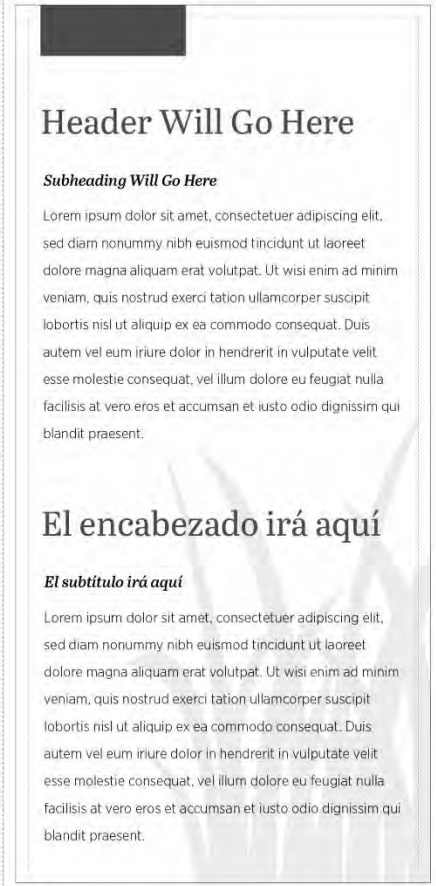 Header Will Go Here
Subheading Will Go Here
Lorem ipsum dolor sit amet, consectetuer adipiscing elit,
sed diam nonummy nibh euismod tincidunt ut laoreet
dolore magna aliquam erat volutpat. Ut wisi enim ad minim
veniam, quis nostrud exerci tation ullamcorper suscipit
lobortis nisl ut aliquip ex ea commodo consequat. Duis
autem vel eum iriure dolor in hendrerit in vulputate velit
esse molestie consequat, vel illum dolore eu feugiat nulla
facilisis at vero eros et accumsan et iusto odio dignissim qui
blandit praesent.
El encabezado irá aquí
El subtítulo irá aquí
Lorem ipsum dolor sit amet, consectetuer adipiscing elit,
sed diam nonummy nibh euismod tincidunt ut laoreet
dolore magna aliquam erat volutpat. Ut wisi enim ad minim
veniam, quis nostrud exerci tation ullamcorper suscipit
lobortis nisl ut aliquip ex ea commodo consequat. Duis
autem vel eum iriure dolor in hendrerit in vulputate velit
esse molestie consequat, vel illum dolore eu feugiat nulla
facilisis at vero eros et accumsan et iusto odio dignissim qui
blandit praesent.